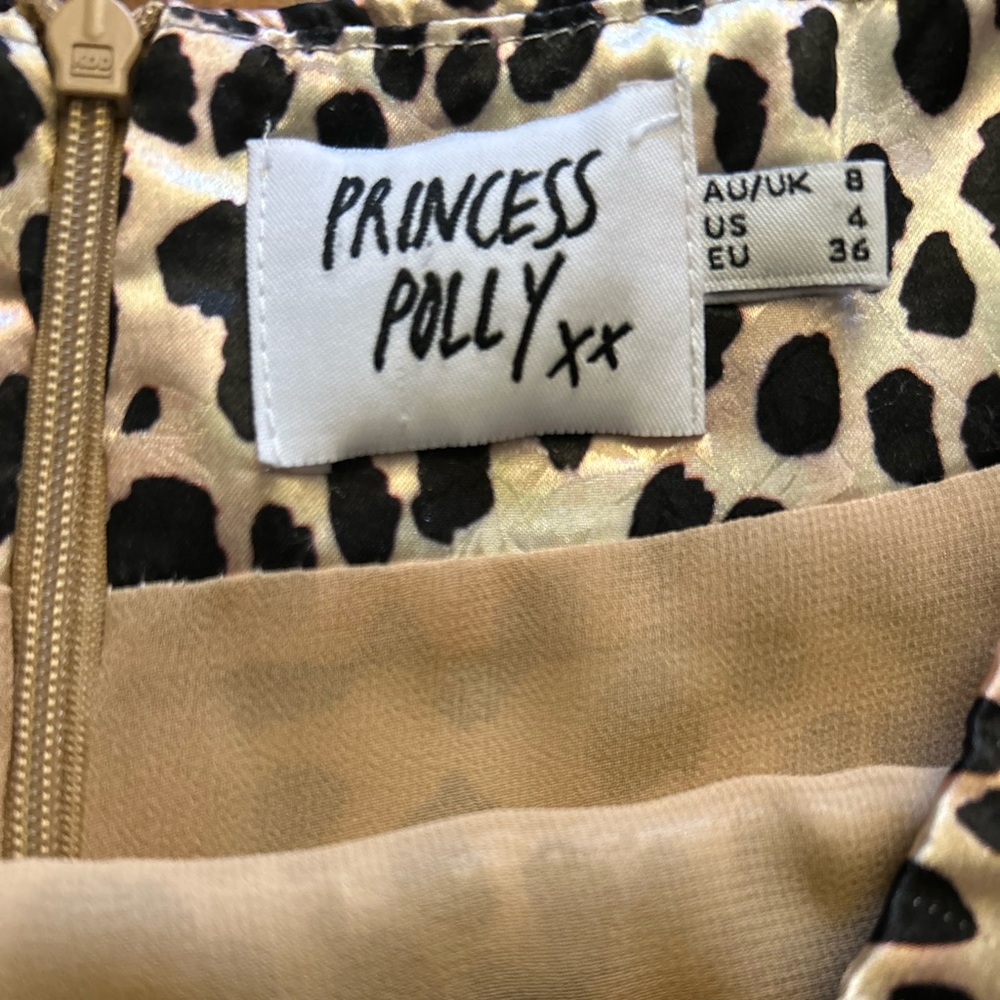 PRINCESS
POLLY xx
AU/UK 8
US 4
EU 36